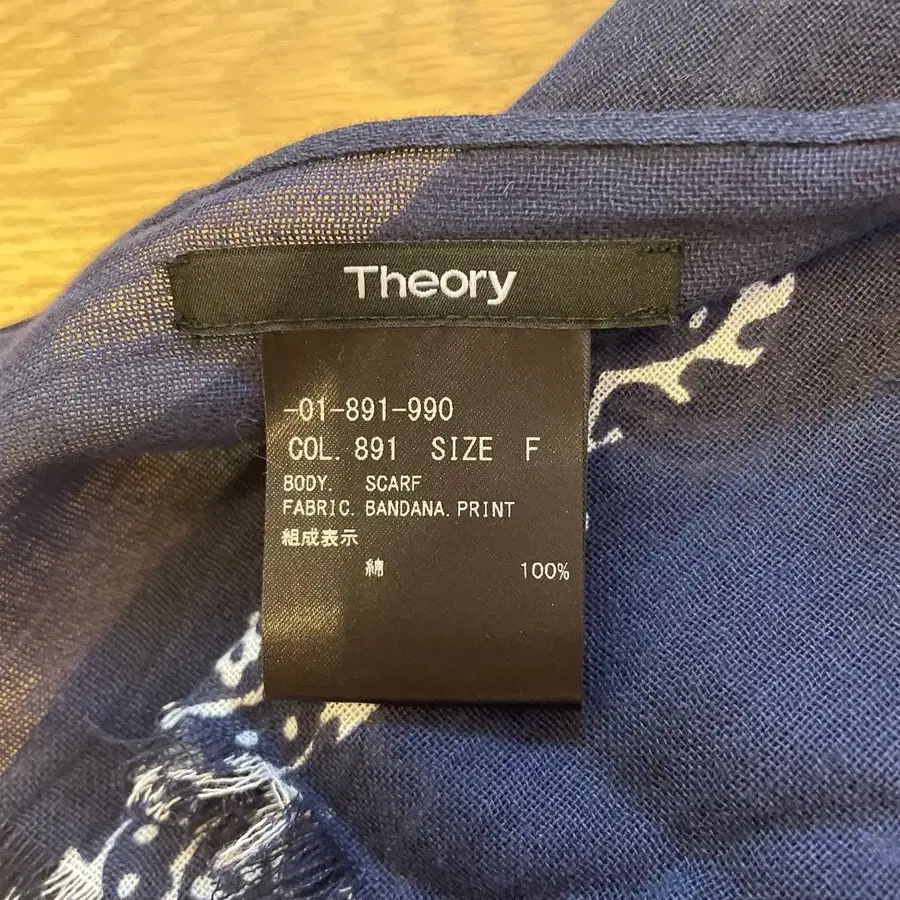 Theory
-01-891-990
COL. 891 SIZE F
BODY. SCARF
FABRIC. BANDANA. PRINT
組成表示
綿 100%